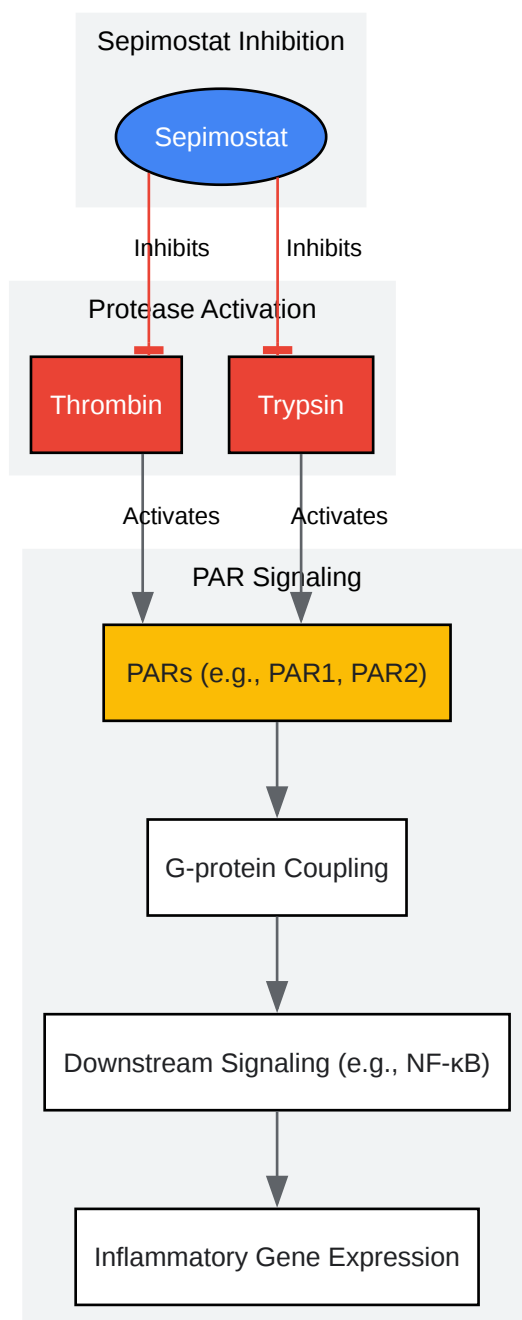 Sepimostat Inhibition
Sepimostat
Inhibits
Inhibits
Protease Activation
Thrombin
Trypsin
Activates
Activates
PAR Signaling
PARs (e.g., PAR1, PAR2)
G-protein Coupling
Downstream Signaling (e.g., NF-κB)
Inflammatory Gene Expression